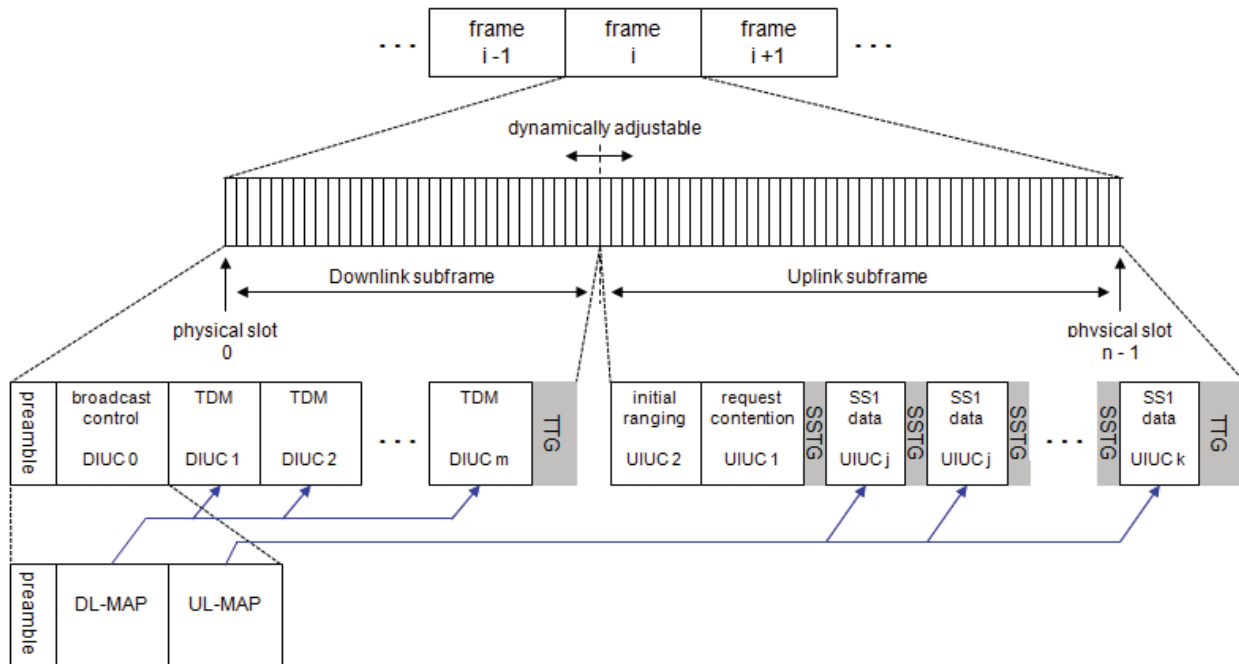 . . .
frame
i -1
frame
i
frame
i +1
. . .
dynamically adjustable
Downlink subframe
Uplink subframe
physical slot
0
physical slot
n - 1
preamble
broadcast
control
DIUC 0
TDM
DIUC 1
TDM
DIUC 2
. . .
TDM
DIUC m
TTG
initial
ranging
UIUC 2
request
contention
UIUC 1
SSTG
SS1
data
UIUC j
SSTG
SS1
data
UIUC j
SSTG
. . .
SSTG
SS1
data
UIUC k
TTG
preamble
DL-MAP
UL-MAP